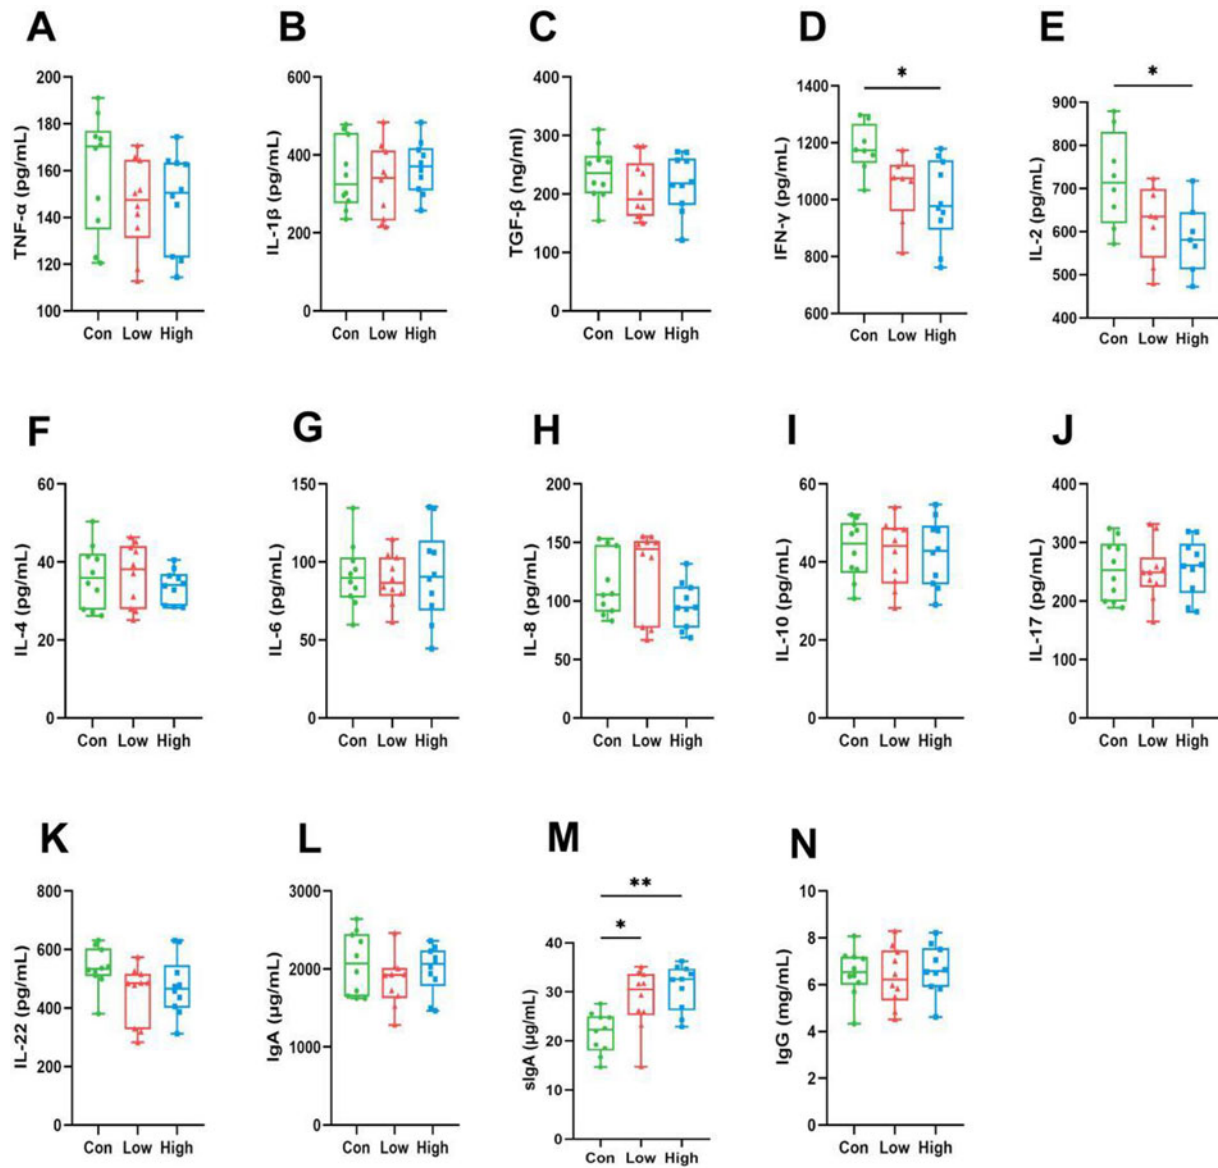 A
B
C
D
E
TNF-α (pg/mL)
200
180
160
140
120
100
Con Low High
IL-1β (pg/mL)
600
400
200
0
Con Low High
TGF-β (ng/ml)
400
300
200
100
0
Con Low High
IFN-γ (pg/mL)
1400
1200
1000
800
600
*
Con Low High
IL-2 (pg/mL)
900
800
700
600
500
400
*
Con Low High
F
G
H
I
J
IL-4 (pg/mL)
60
40
20
0
Con Low High
IL-6 (pg/mL)
150
100
50
0
Con Low High
IL-8 (pg/mL)
200
150
100
50
0
Con Low High
IL-10 (pg/mL)
60
40
20
0
Con Low High
IL-17 (pg/mL)
400
300
200
100
0
Con Low High
K
L
M
N
IL-22 (pg/mL)
800
600
400
200
0
Con Low High
IgA (μg/mL)
3000
2000
1000
0
Con Low High
sIgA (μg/mL)
40
30
20
10
0
**
*
Con Low High
IgG (mg/mL)
10
8
6
4
2
0
Con Low High